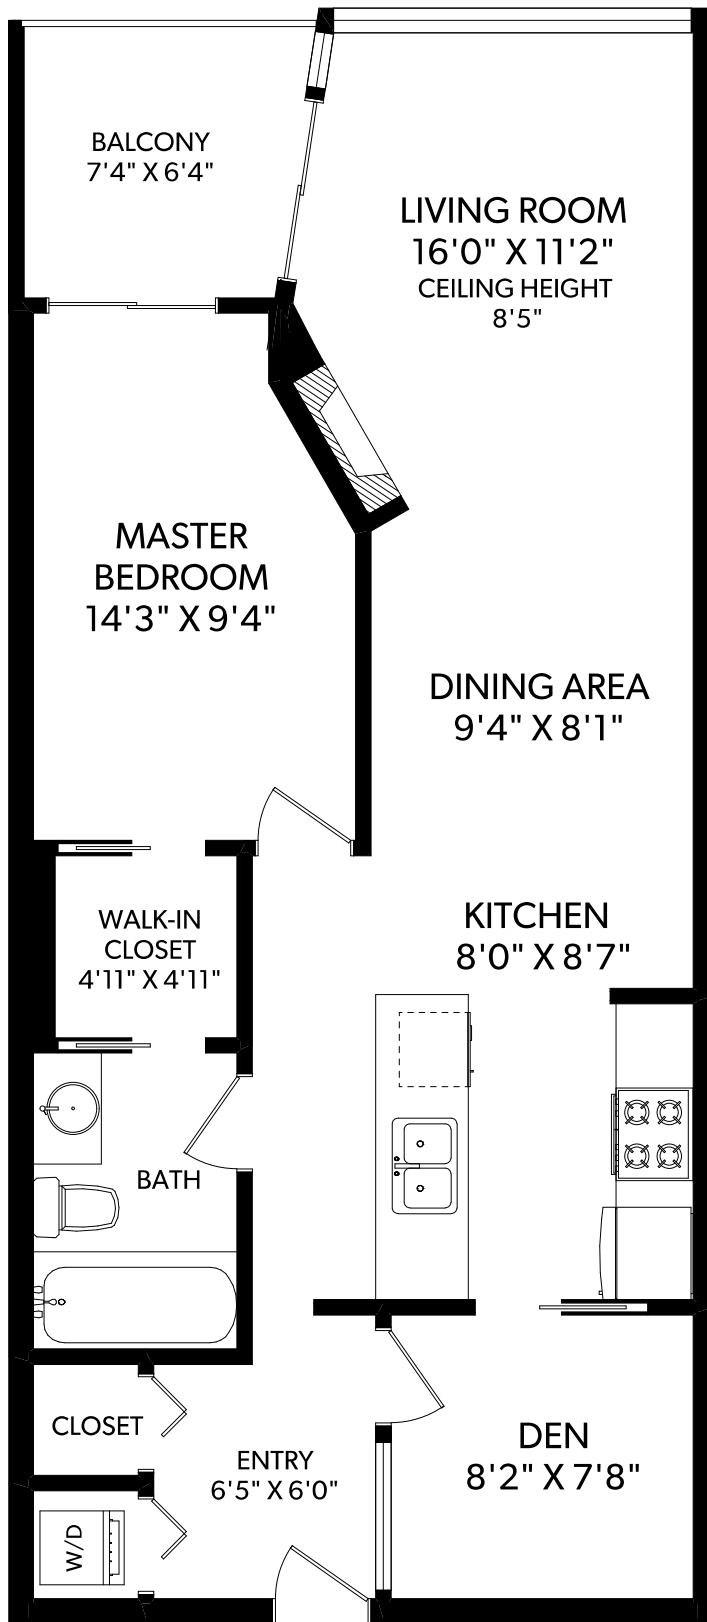 BALCONY
7'4" X 6'4"
LIVING ROOM
16'0" X 11'2"
CEILING HEIGHT
8'5"
MASTER
BEDROOM
14'3" X 9'4"
DINING AREA
9'4" X 8'1"
WALK-IN
CLOSET
4'11" X 4'11"
KITCHEN
8'0" X 8'7"
BATH
CLOSET
ENTRY
6'5" X 6'0"
DEN
8'2" X 7'8"
W/D